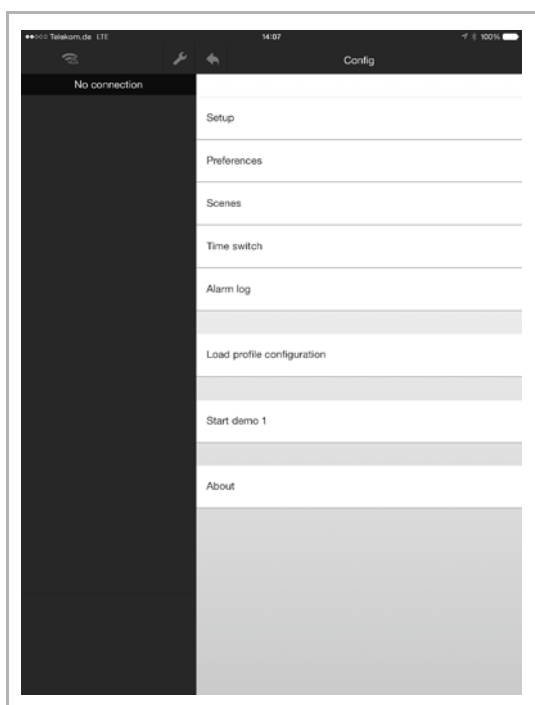 Telekom.de LTE 14:07 100%
Config
No connection
Setup
Preferences
Scenes
Time switch
Alarm log
Load profile configuration
Start demo 1
About